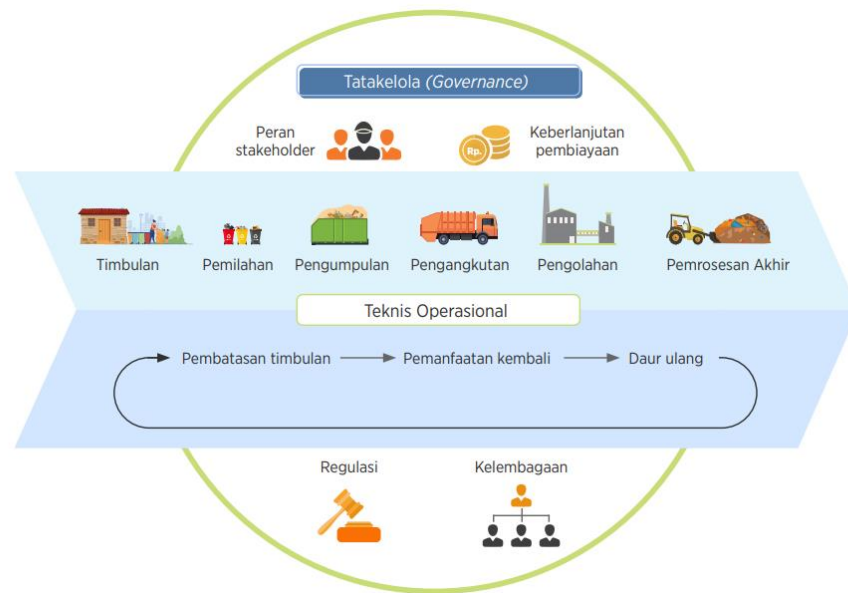 Tatakelola (Governance)
Peran
stakeholder
Rp.
Keberlanjutan
pembiayaan
Timbulan
Pemilahan
Pengumpulan
Pengangkutan
Pengolahan
Pemrosesan Akhir
Teknis Operasional
Pembatasan timbulan
Pemanfaatan kembali
Daur ulang
Regulasi
Kelembagaan